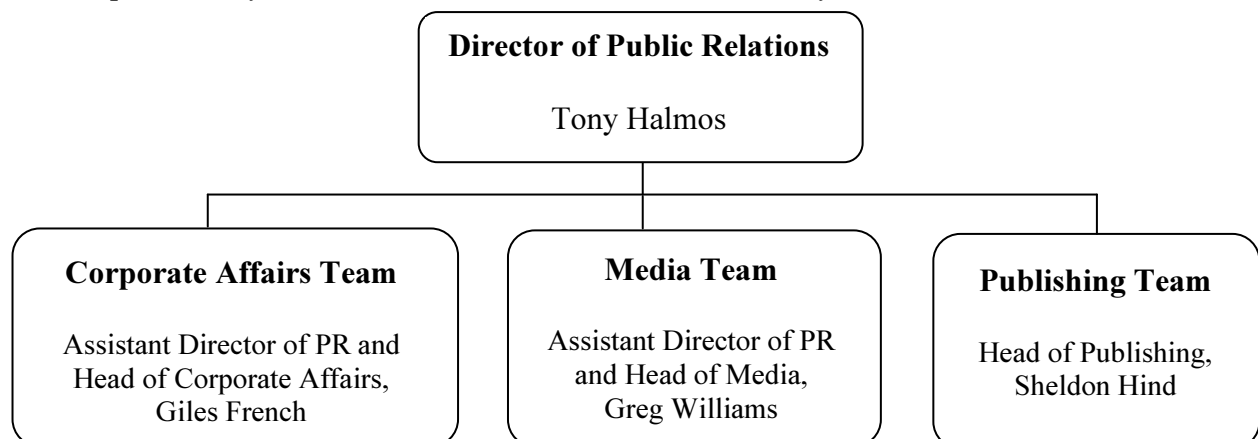 Director of Public Relations
Tony Halmos
Corporate Affairs Team
Assistant Director of PR and
Head of Corporate Affairs,
Giles French
Media Team
Assistant Director of PR
and Head of Media,
Greg Williams
Publishing Team
Head of Publishing,
Sheldon Hind